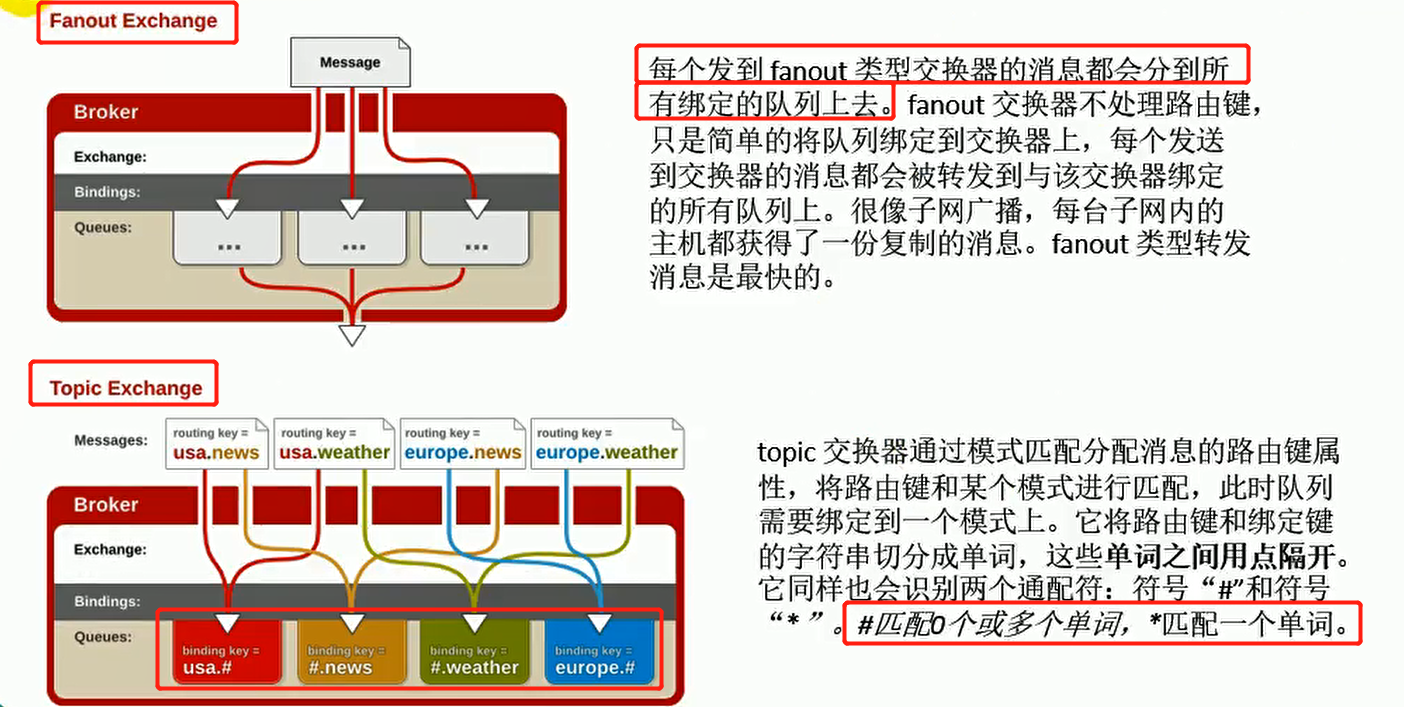 Fanout Exchange
Message
Broker
Exchange:
Bindings:
Queues:
...
...
...
每个发到 fanout 类型交换器的消息都会分到所
有绑定的队列上去。fanout 交换器不处理路由键，
只是简单的将队列绑定到交换器上，每个发送
到交换器的消息都会被转发到与该交换器绑定
的所有队列上。很像子网广播，每台子网内的
主机都获得了一份复制的消息。fanout 类型转发
消息是最快的。
Topic Exchange
Messages:
routing key =
usa.news
routing key =
usa.weather
routing key =
europe.news
routing key =
europe.weather
Broker
Exchange:
Bindings:
Queues:
binding key =
usa.#
binding key =
#.news
binding key =
#.weather
binding key =
europe.#
topic 交换器通过模式匹配分配消息的路由键属
性，将路由键和某个模式进行匹配，此时队列
需要绑定到一个模式上。它将路由键和绑定键
的字符串切分成单词，这些单词之间用点隔开。
它同样也会识别两个通配符：符号“#”和符号
“*”。#匹配0个或多个单词，*匹配一个单词。